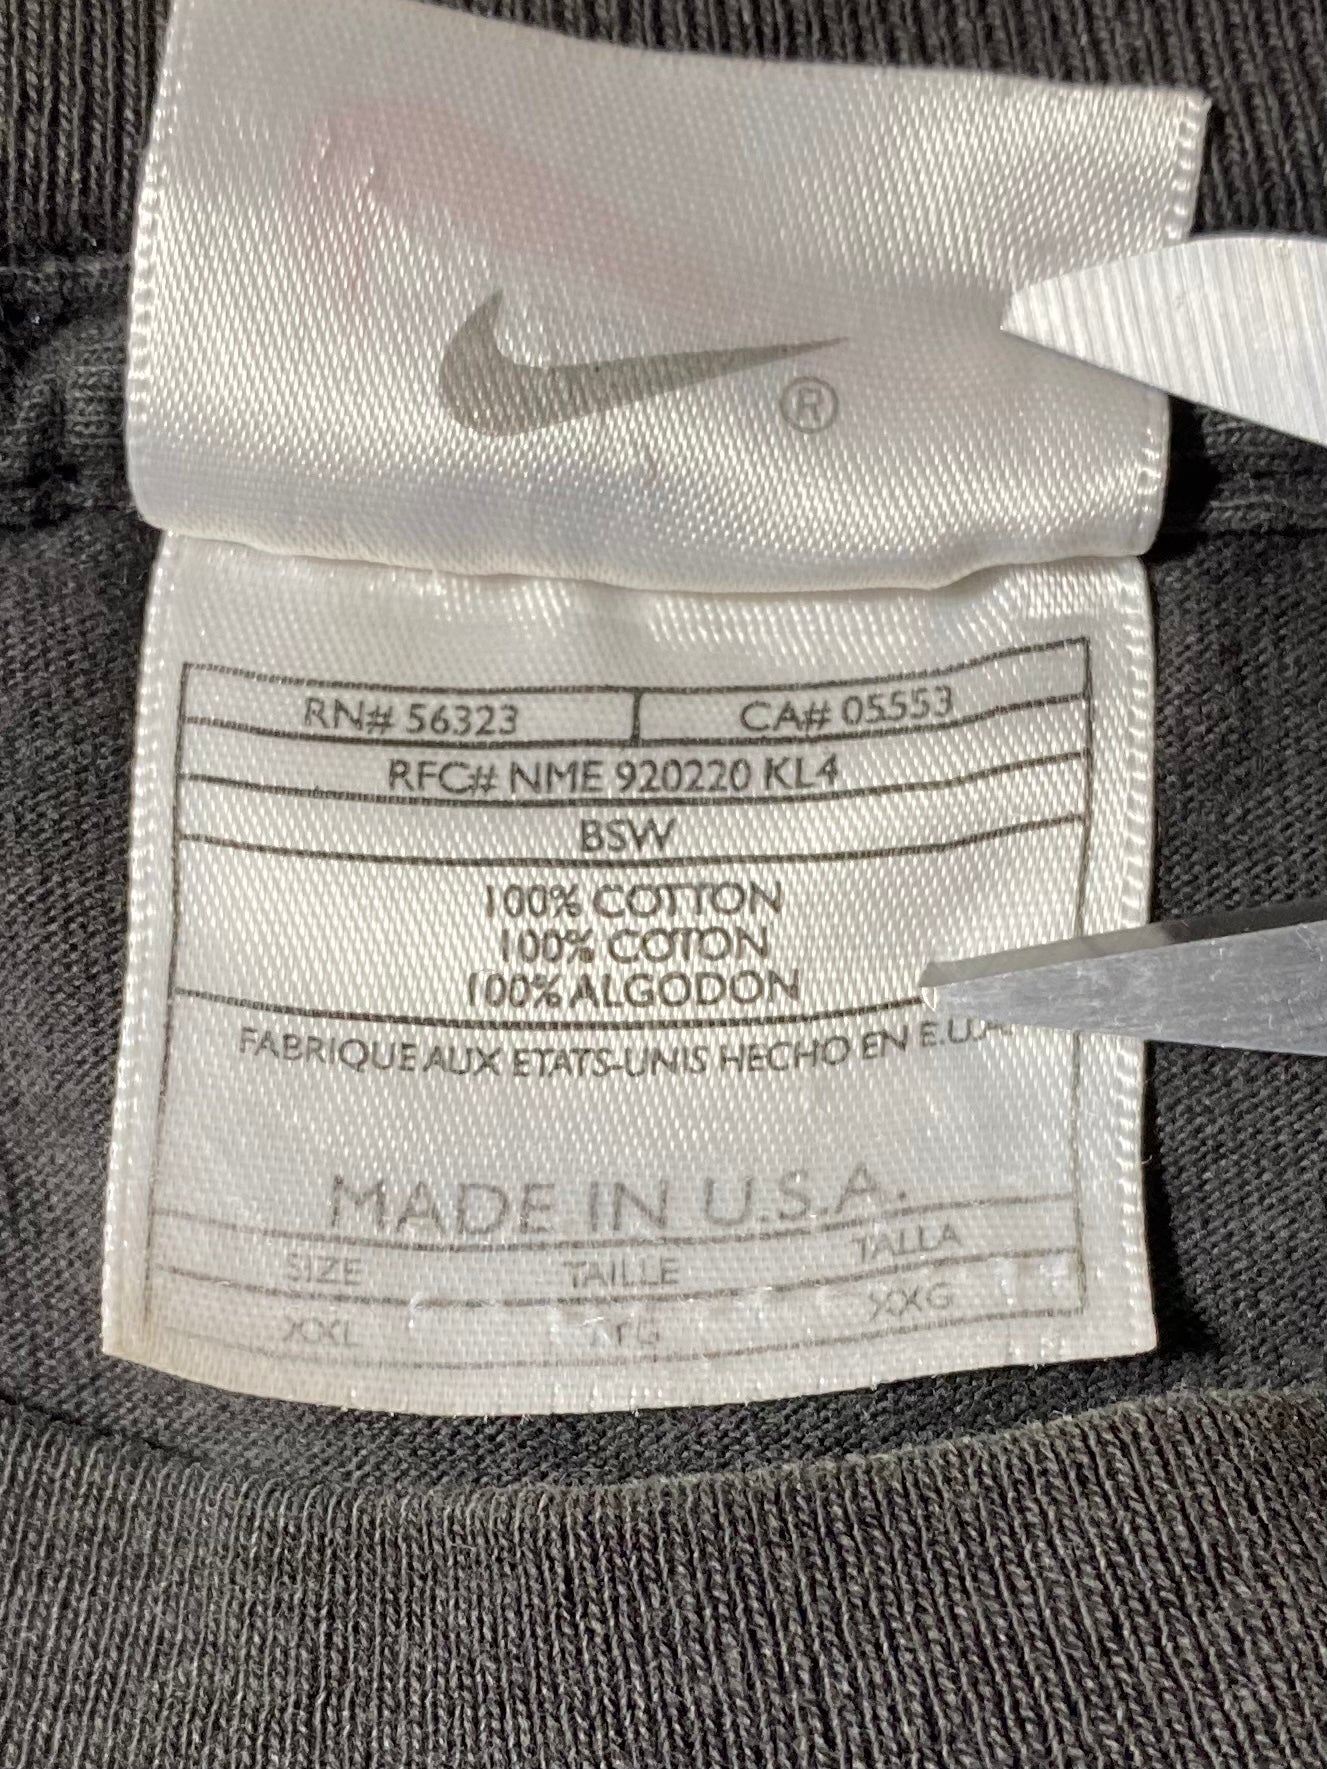 ®
RN# 56323 CA# 05553
RFC# NME 920220 KL4
BSW
100% COTTON
100% COTON
100% ALGODON
FABRIQUE AUX ETATS-UNIS HECHO EN E.U.A.
MADE IN U.S.A.
SIZE TAILLE TALLA
XXL XXG